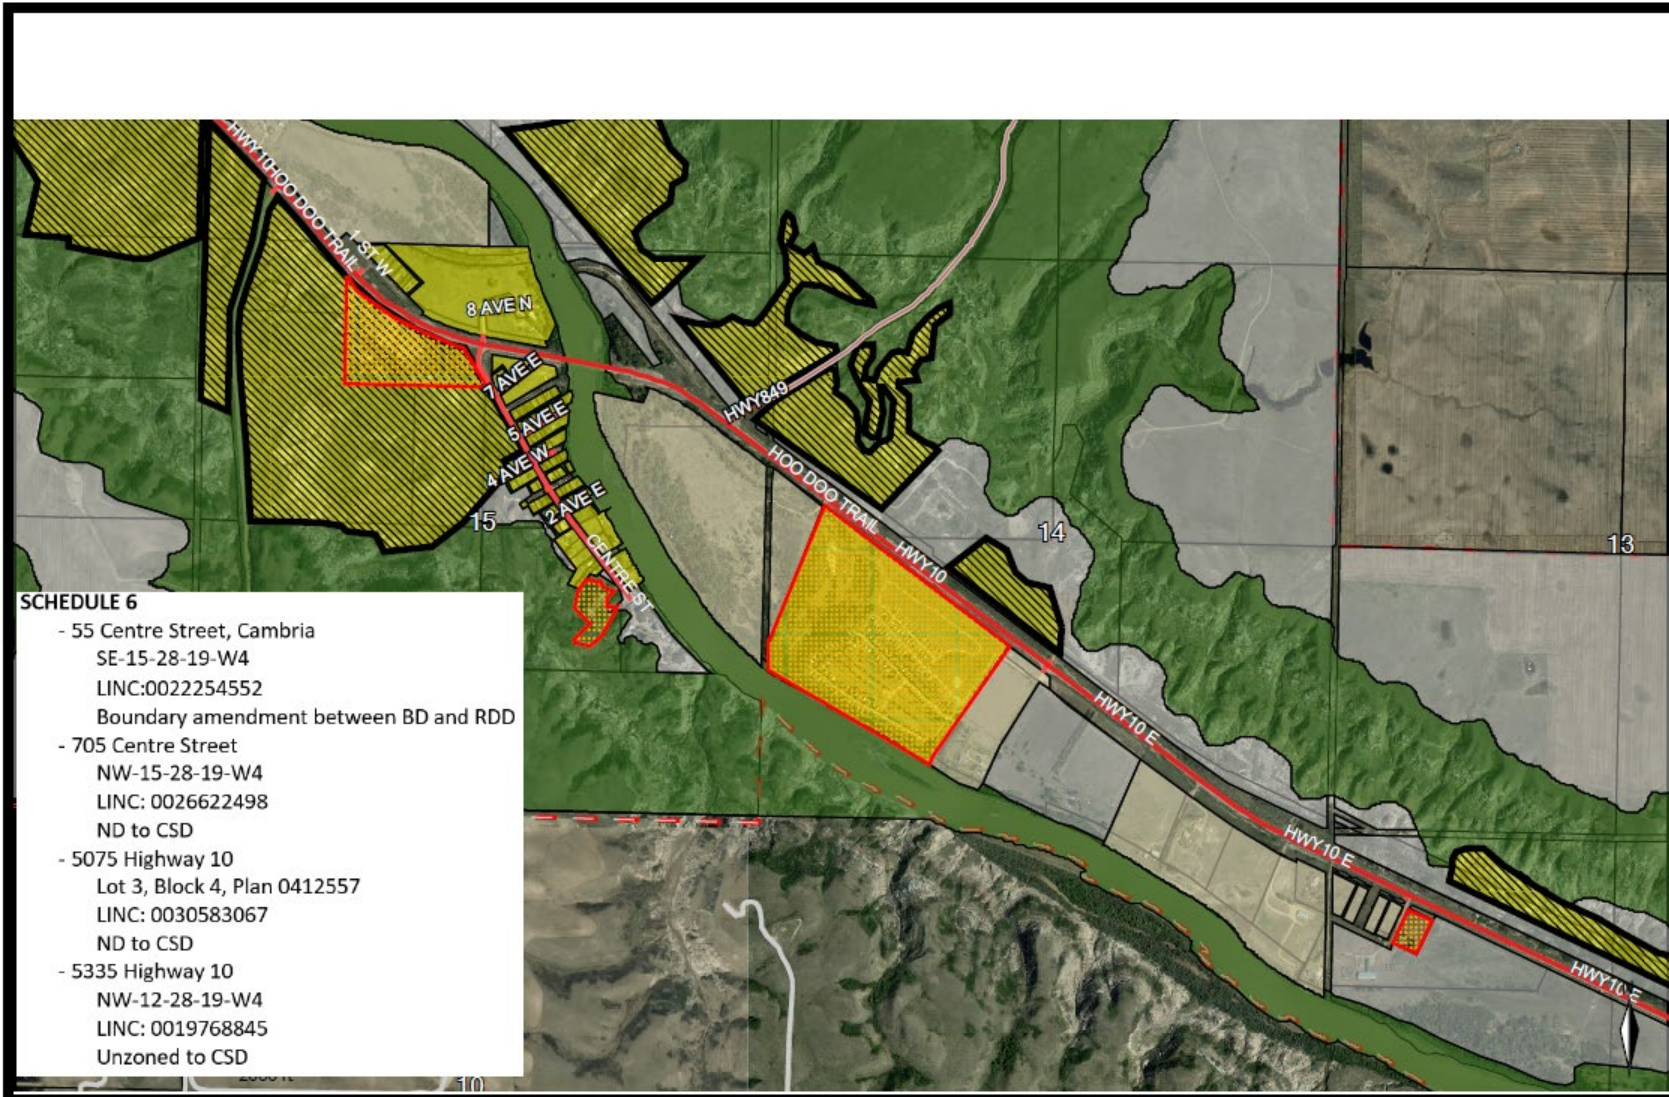 HWY10HOO DOO TRAIL
1 ST W
8 AVE N
7 AVE E
5 AVE E
4 AVE W
2 AVE E
15
CENTRE ST
HWY849
HOO DOO TRAIL
HWY10
14
13
HWY10 E
HWY10 E
HWY10 E
SCHEDULE 6
- 55 Centre Street, Cambria
SE-15-28-19-W4
LINC:0022254552
Boundary amendment between BD and RDD
- 705 Centre Street
NW-15-28-19-W4
LINC: 0026622498
ND to CSD
- 5075 Highway 10
Lot 3, Block 4, Plan 0412557
LINC: 0030583067
ND to CSD
- 5335 Highway 10
NW-12-28-19-W4
LINC: 0019768845
Unzoned to CSD
10